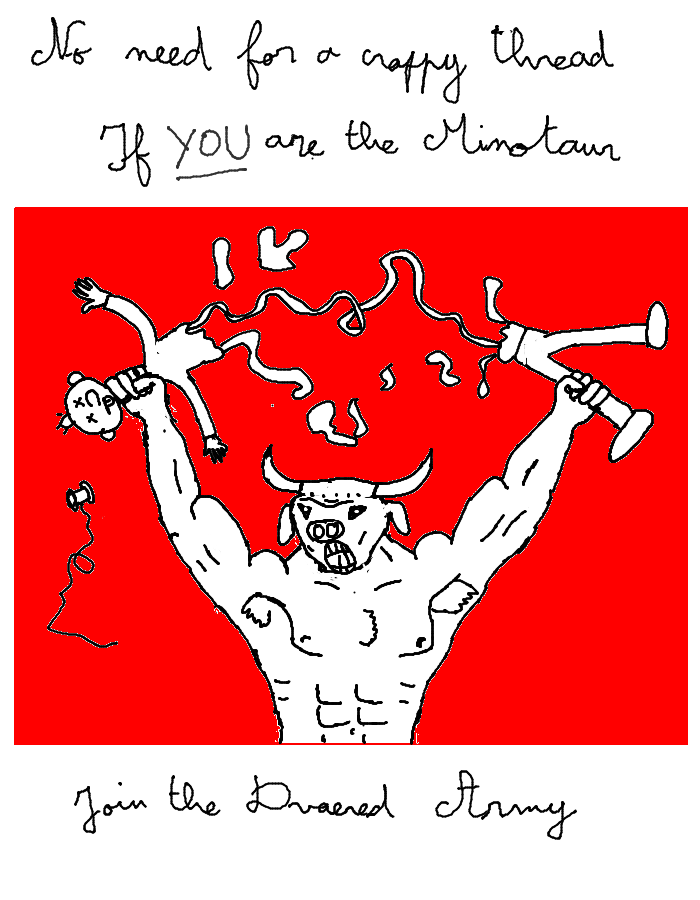 No need for a crappy thread
If YOU are the Minotaur
Join the Dvaered Army